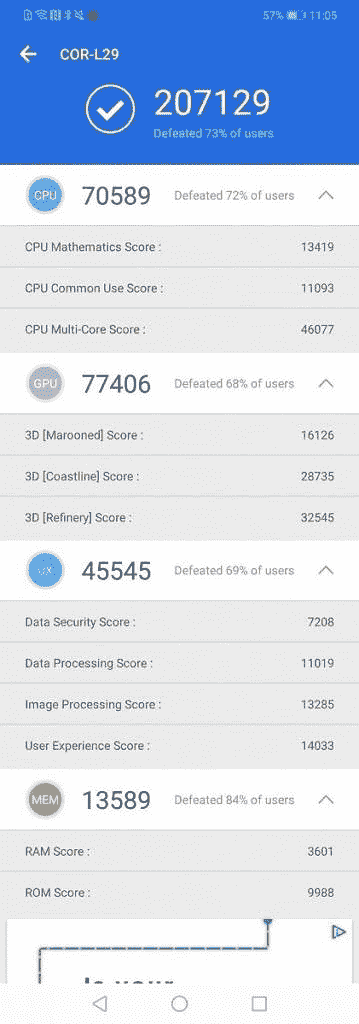 57% 11:05
COR-L29
207129
Defeated 73% of users
CPU 70589 Defeated 72% of users
CPU Mathematics Score : 13419
CPU Common Use Score : 11093
CPU Multi-Core Score : 46077
GPU 77406 Defeated 68% of users
3D [Marooned] Score : 16126
3D [Coastline] Score : 28735
3D [Refinery] Score : 32545
UX 45545 Defeated 69% of users
Data Security Score : 7208
Data Processing Score : 11019
Image Processing Score : 13285
User Experience Score : 14033
MEM 13589 Defeated 84% of users
RAM Score : 3601
ROM Score : 9988
Is your